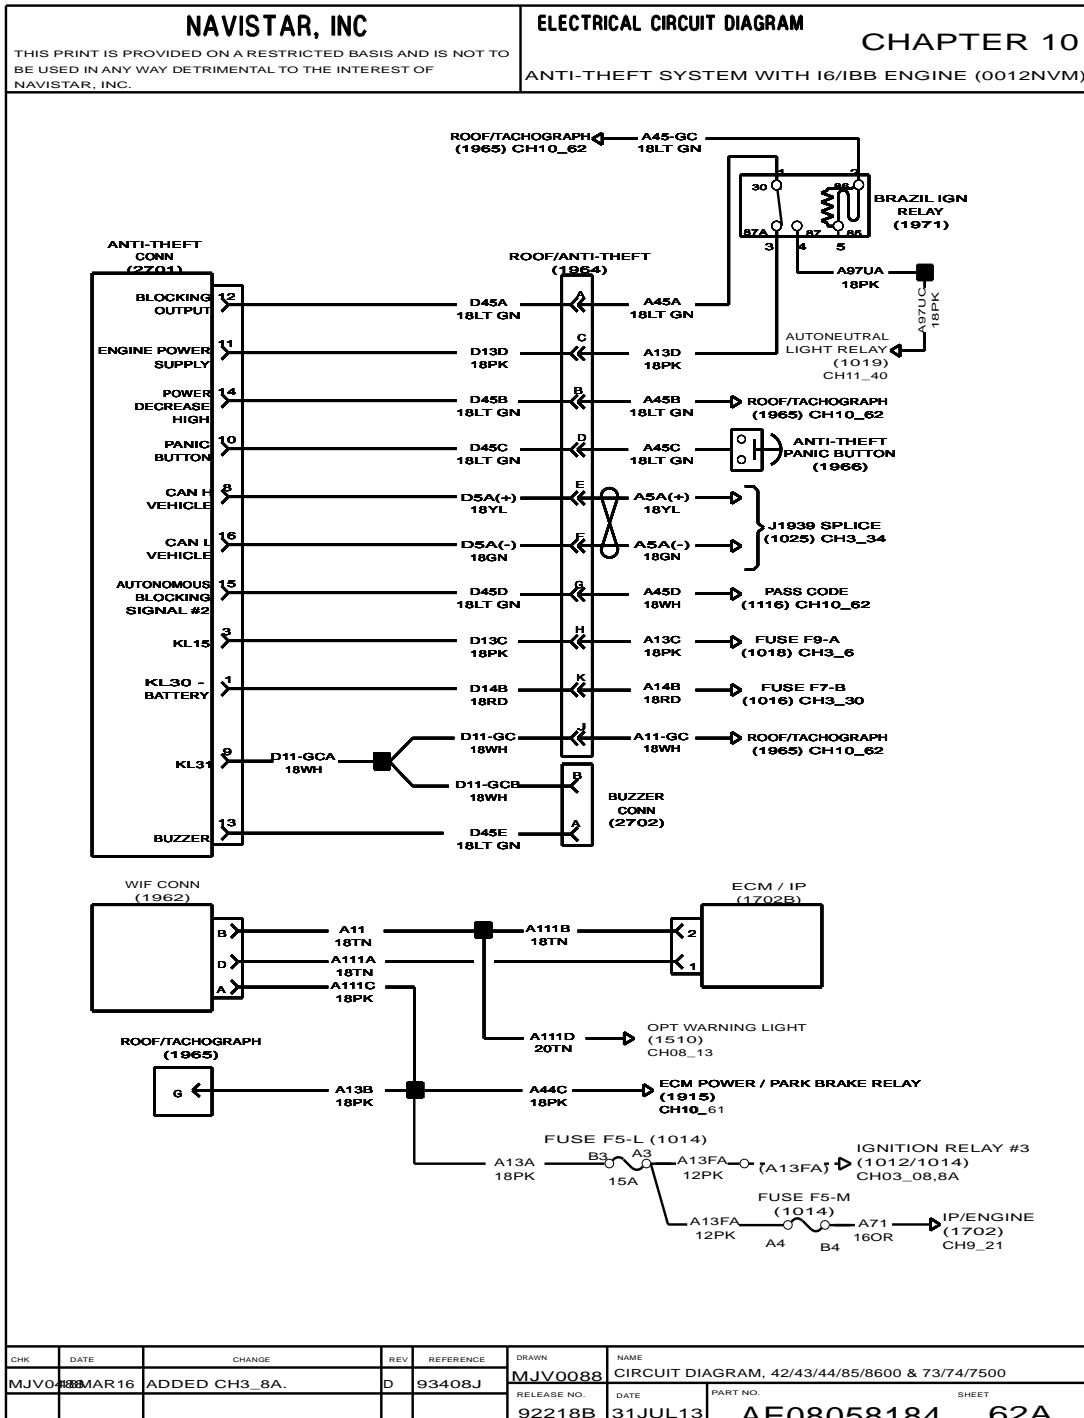 NAVISTAR, INC
THIS PRINT IS PROVIDED ON A RESTRICTED BASIS AND IS NOT TO
BE USED IN ANY WAY DETRIMENTAL TO THE INTEREST OF
NAVISTAR, INC.
ELECTRICAL CIRCUIT DIAGRAM
CHAPTER 10
ANTI-THEFT SYSTEM WITH I6/IBB ENGINE (0012NVM)
ROOF/TACHOGRAPH
(1965) CH10_62
A45-GC
18LT GN
1
2
30
86
87A
87
85
3
4
5
BRAZIL IGN
RELAY
(1971)
A97UA
18PK
A97UC
18PK
AUTONEUTRAL
LIGHT RELAY
(1019)
CH11_40
ANTI-THEFT
CONN
(2701)
ROOF/ANTI-THEFT
(1964)
BLOCKING
OUTPUT
12
D45A
18LT GN
A
A45A
18LT GN
ENGINE POWER
SUPPLY
11
D13D
18PK
C
A13D
18PK
POWER
DECREASE
HIGH
14
D45B
18LT GN
B
A45B
18LT GN
ROOF/TACHOGRAPH
(1965) CH10_62
PANIC
BUTTON
10
D45C
18LT GN
D
A45C
18LT GN
ANTI-THEFT
PANIC BUTTON
(1966)
CAN H
VEHICLE
8
D5A(+)
18YL
E
A5A(+)
18YL
J1939 SPLICE
(1025) CH3_34
CAN L
VEHICLE
16
D5A(-)
18GN
F
A5A(-)
18GN
AUTONOMOUS
BLOCKING
SIGNAL #2
15
D45D
18LT GN
G
A45D
18WH
PASS CODE
(1116) CH10_62
KL15
3
D13C
18PK
H
A13C
18PK
FUSE F9-A
(1018) CH3_6
KL30 -
BATTERY
1
D14B
18RD
K
A14B
18RD
FUSE F7-B
(1016) CH3_30
KL31
9
D11-GCA
18WH
D11-GC
18WH
J
A11-GC
18WH
ROOF/TACHOGRAPH
(1965) CH10_62
D11-GCB
18WH
B
BUZZER
CONN
(2702)
BUZZER
13
D45E
18LT GN
A
WIF CONN
(1962)
ECM / IP
(1702B)
B
A11
18TN
A111B
18TN
2
D
A111A
18TN
1
A
A111C
18PK
A111D
20TN
OPT WARNING LIGHT
(1510)
CH08_13
ROOF/TACHOGRAPH
(1965)
G
A13B
18PK
A44C
18PK
ECM POWER / PARK BRAKE RELAY
(1915)
CH10_61
FUSE F5-L (1014)
A13A
18PK
B3
A3
15A
A13FA
12PK
(A13FA)
IGNITION RELAY #3
(1012/1014)
CH03_08,8A
FUSE F5-M
(1014)
A13FA
12PK
A4
B4
A71
16OR
IP/ENGINE
(1702)
CH9_21
CHK
DATE
CHANGE
REV
REFERENCE
ADDED CH3_8A.
D
93408J
DRAWN
MJV0088
NAME
CIRCUIT DIAGRAM, 42/43/44/85/8600 & 73/74/7500
RELEASE NO.
92218B
DATE
31JUL13
PART NO.
AE08058184
SHEET
62A